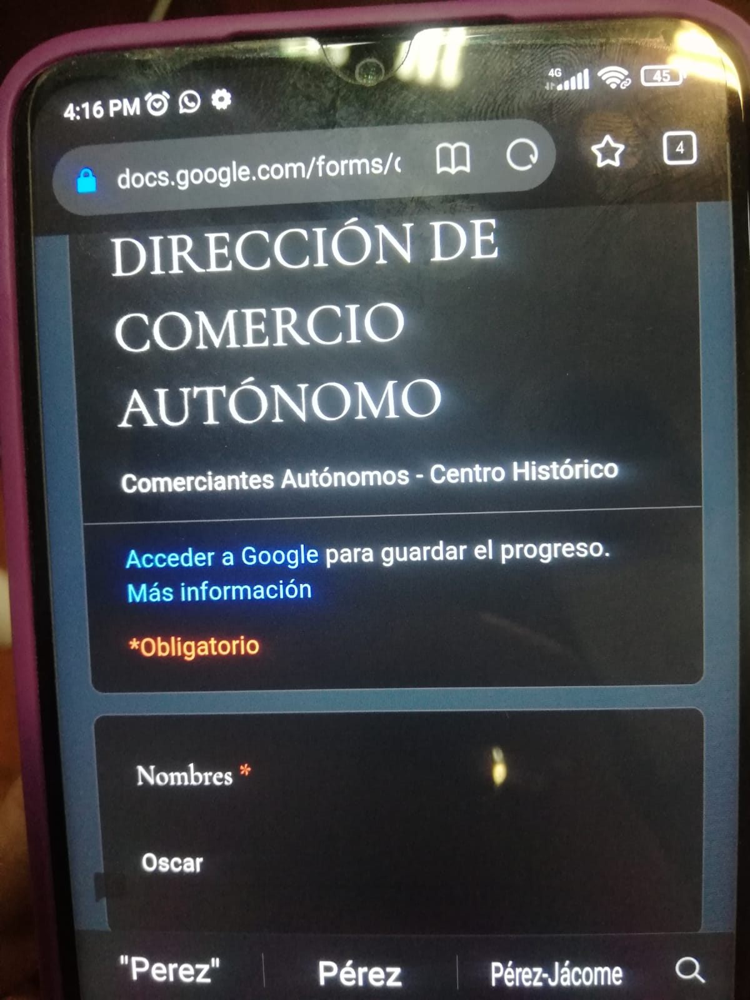 4:16 PM
4G
45
docs.google.com/forms/
4
DIRECCIÓN DE
COMERCIO
AUTÓNOMO
Comerciantes Autónomos - Centro Histórico
Acceder a Google para guardar el progreso.
Más información
*Obligatorio
Nombres *
Oscar
"Perez" Pérez Pérez-Jácome